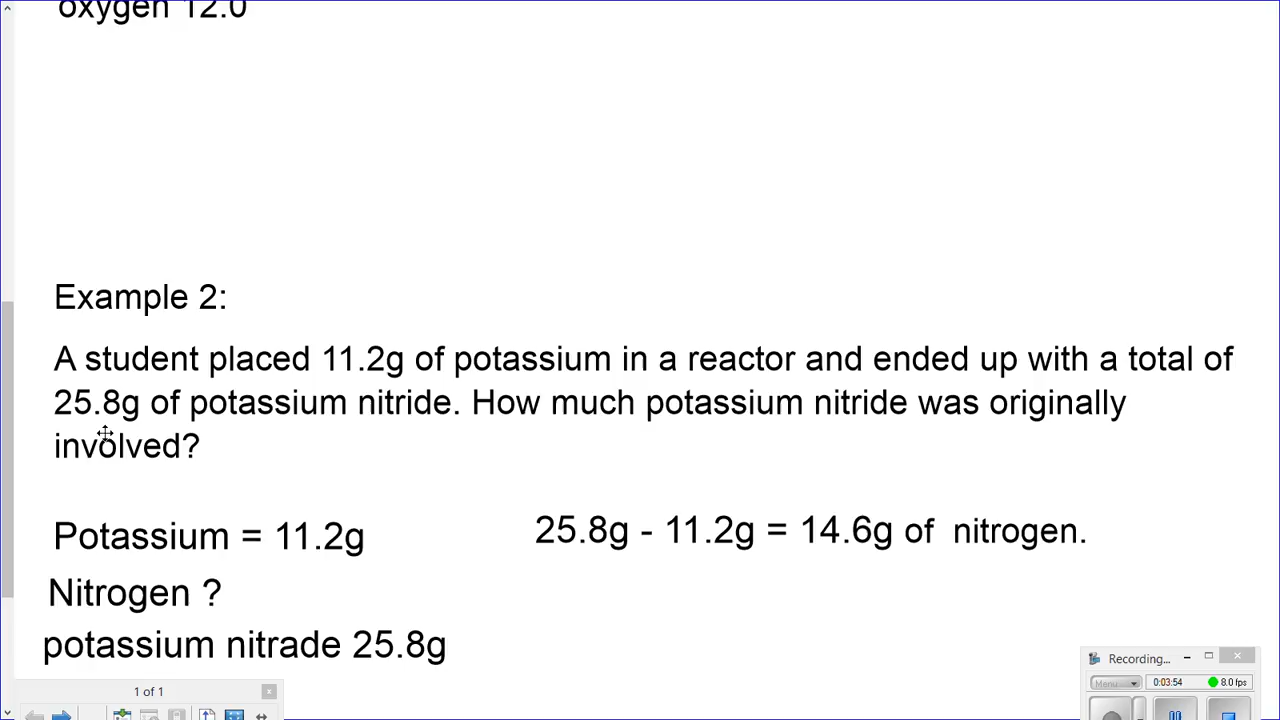 oxygen 12.0
Example 2:
A student placed 11.2g of potassium in a reactor and ended up with a total of
25.8g of potassium nitride. How much potassium nitride was originally
involved?
Potassium = 11.2g
25.8g - 11.2g = 14.6g of nitrogen.
Nitrogen ?
potassium nitrade 25.8g
Recording...
Menu
0:03:54
8.0 fps
1 of 1